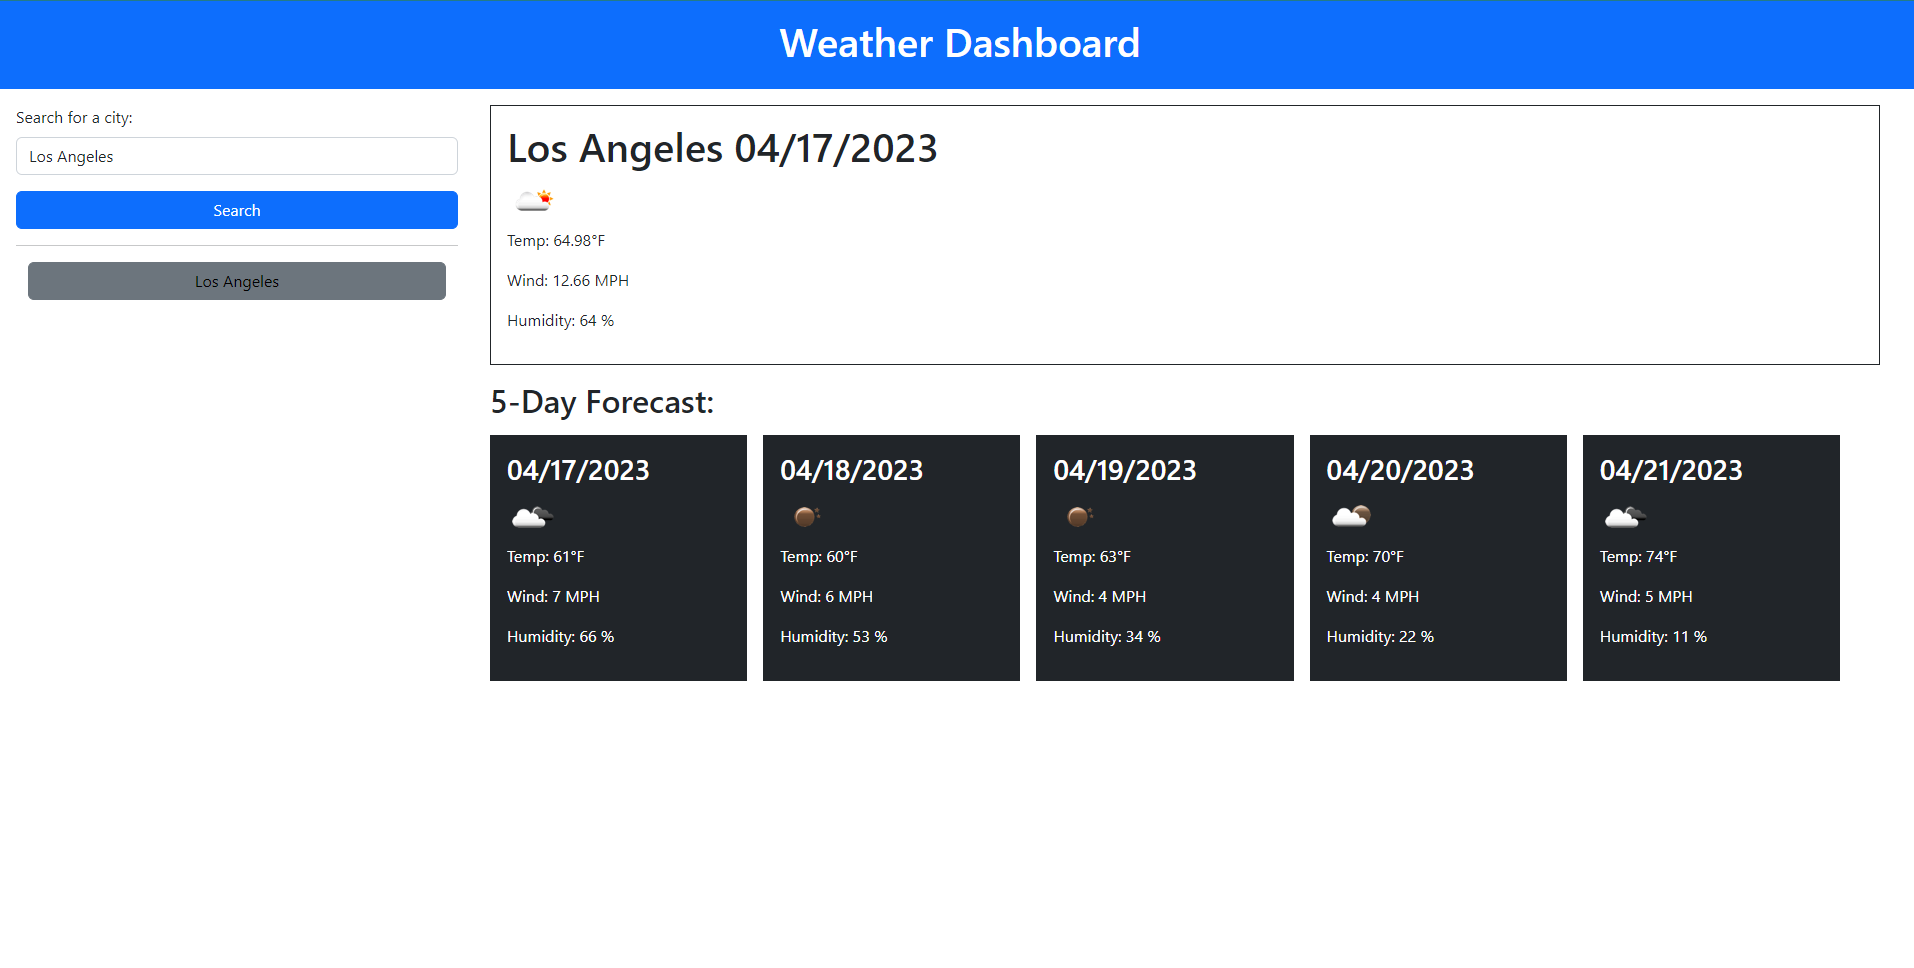 Weather Dashboard
Search for a city:
Los Angeles
Search
Los Angeles
Los Angeles 04/17/2023
Temp: 64.98°F
Wind: 12.66 MPH
Humidity: 64 %
5-Day Forecast:
04/17/2023
Temp: 61°F
Wind: 7 MPH
Humidity: 66 %
04/18/2023
Temp: 60°F
Wind: 6 MPH
Humidity: 53 %
04/19/2023
Temp: 63°F
Wind: 4 MPH
Humidity: 34 %
04/20/2023
Temp: 70°F
Wind: 4 MPH
Humidity: 22 %
04/21/2023
Temp: 74°F
Wind: 5 MPH
Humidity: 11 %